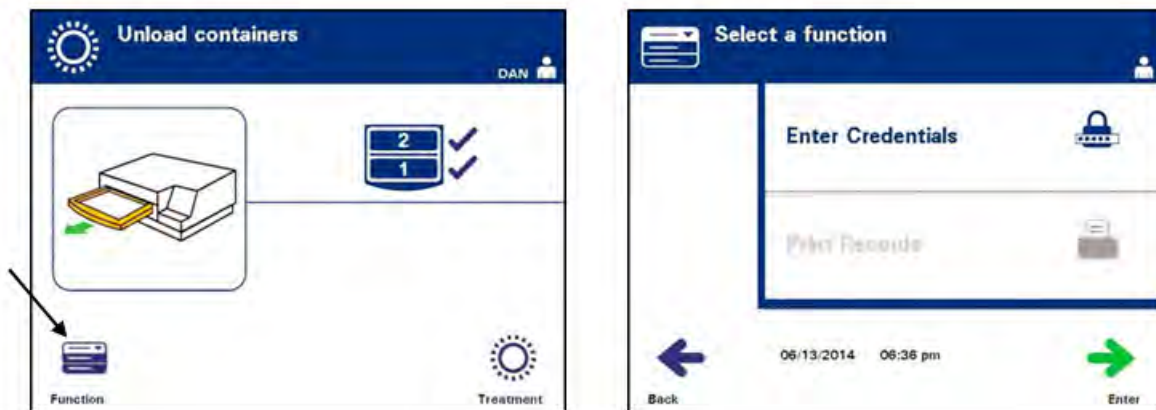 Unload containers
DAN
2
1
Function
Treatment
Select a function
Enter Credentials
Print Records
06/13/2014 06:36 pm
Back
Enter